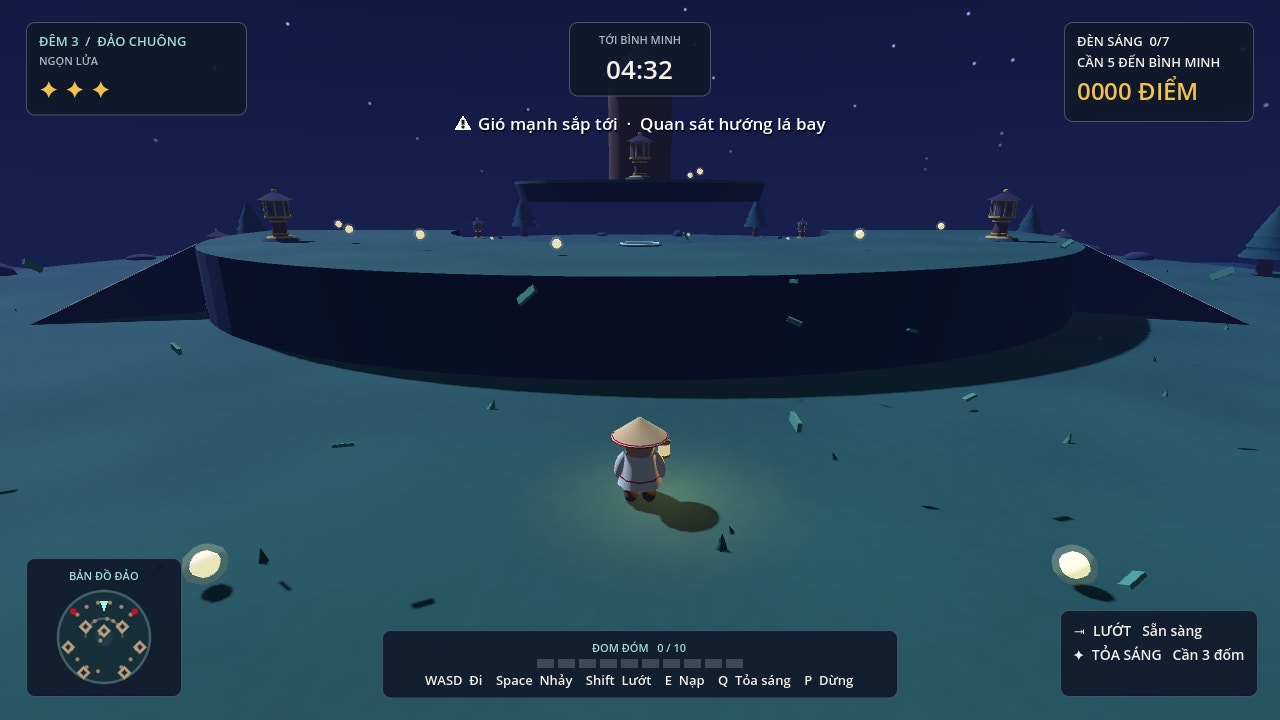 ĐÊM 3 / ĐẢO CHUÔNG
NGỌN LỬA
TỚI BÌNH MINH
04:32
ĐÈN SÁNG 0/7
CẦN 5 ĐẾN BÌNH MINH
0000 ĐIỂM
Gió mạnh sắp tới · Quan sát hướng lá bay
BẢN ĐỒ ĐẢO
ĐOM ĐÓM 0 / 10
WASD Đi Space Nhảy Shift Lướt E Nạp Q Tỏa sáng P Dừng
LƯỚT Sẵn sàng
TỎA SÁNG Cần 3 đốm